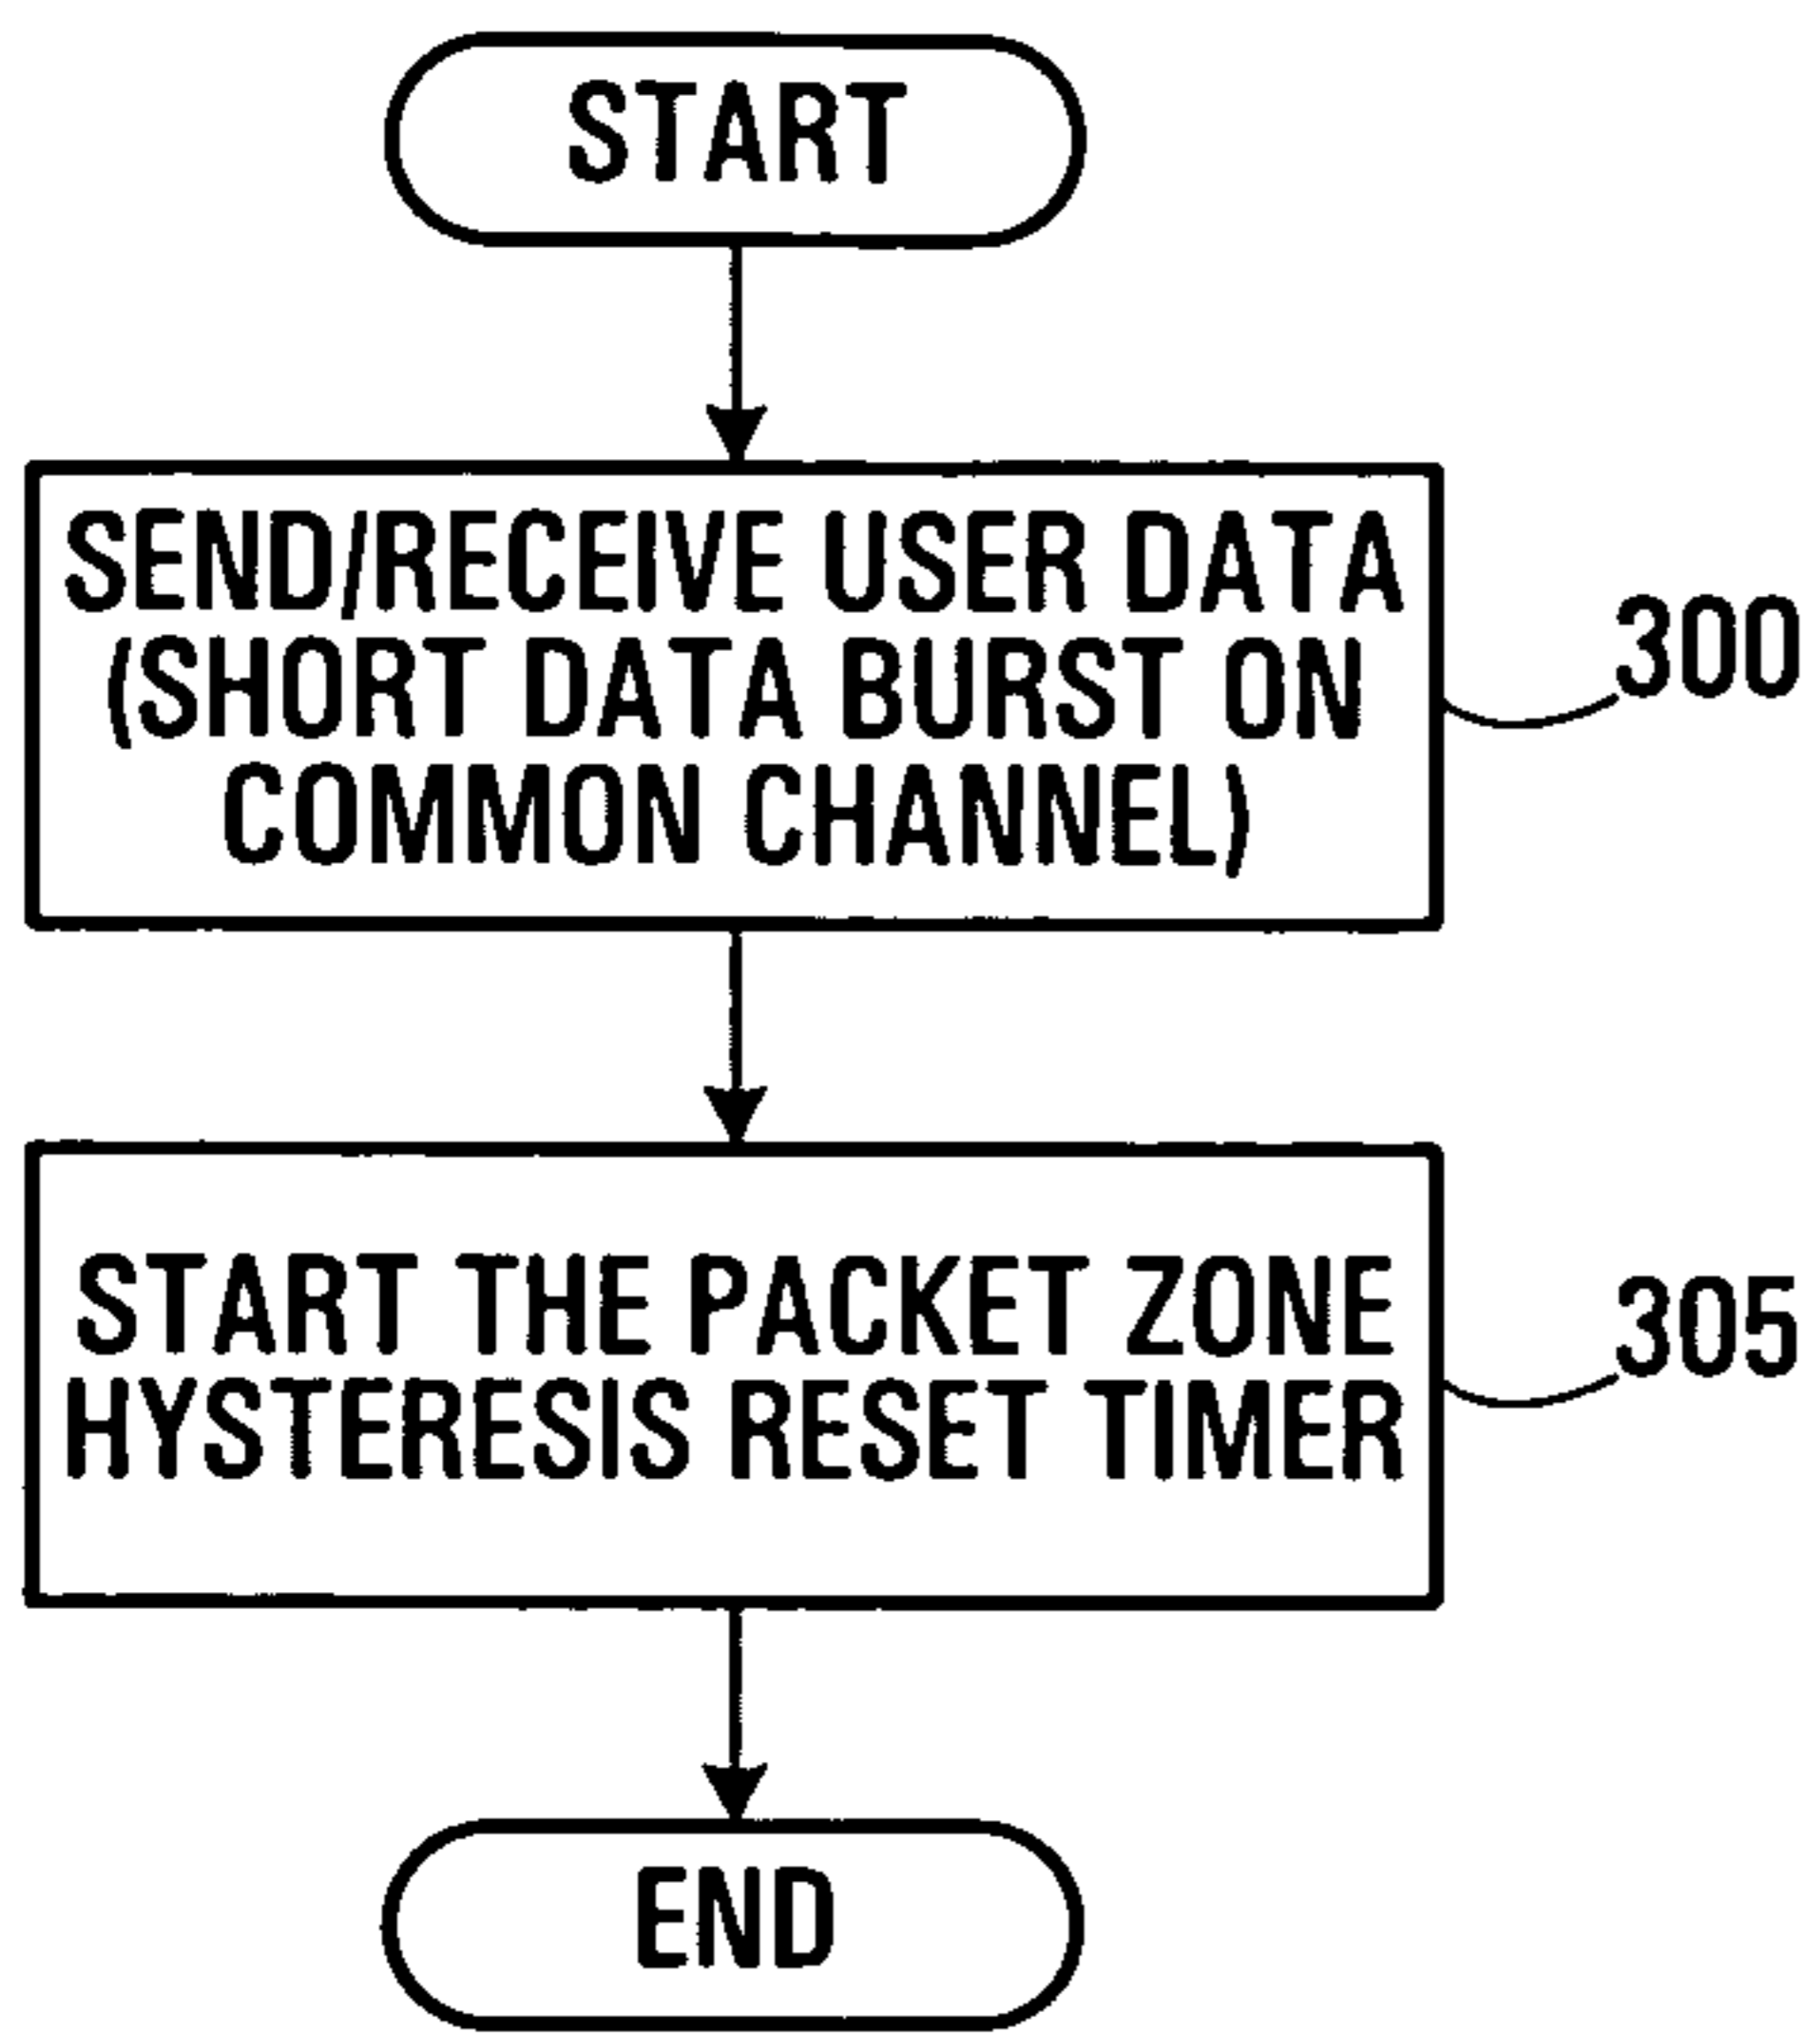 START
SEND/RECEIVE USER DATA
(SHORT DATA BURST ON
COMMON CHANNEL)
300
START THE PACKET ZONE
HYSTERESIS RESET TIMER
305
END